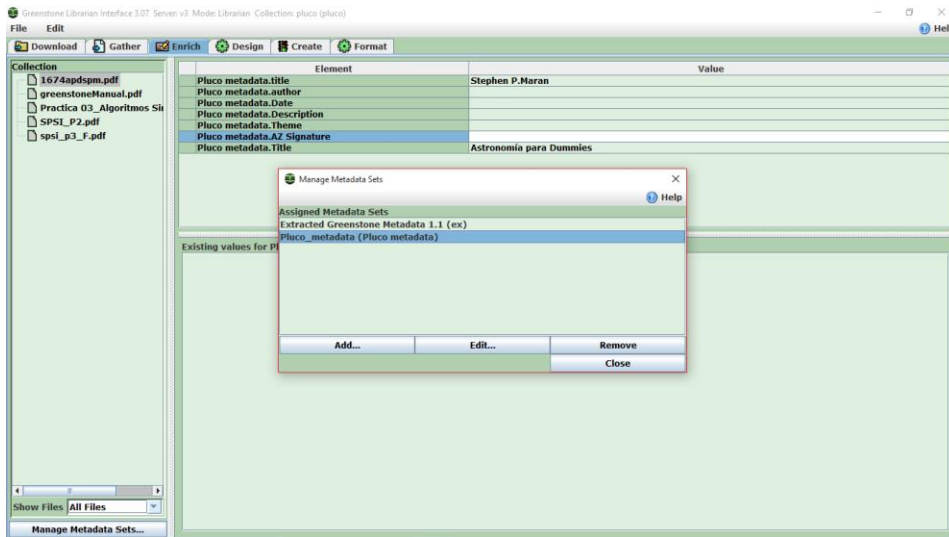 Greenstone Librarian Interface 3.07 Server: v3 Mode: Librarian Collection: pluco (pluco)
File Edit Hel
Download Gather Enrich Design Create Format
Collection
1674apdspm.pdf
greenstoneManual.pdf
Practica 03_Algoritmos Si
SPSI_P2.pdf
spsi_p3_F.pdf
Show Files All Files
Manage Metadata Sets...
Element Value
Pluco metadata.title Stephen P.Maran
Pluco metadata.author
Pluco metadata.Date
Pluco metadata.Description
Pluco metadata.Theme
Pluco metadata.AZ Signature
Pluco metadata.Title Astronomía para Dummies
Existing values for Pl
Manage Metadata Sets
Help
Assigned Metadata Sets
Extracted Greenstone Metadata 1.1 (ex)
Pluco_metadata (Pluco metadata)
Add... Edit... Remove
Close